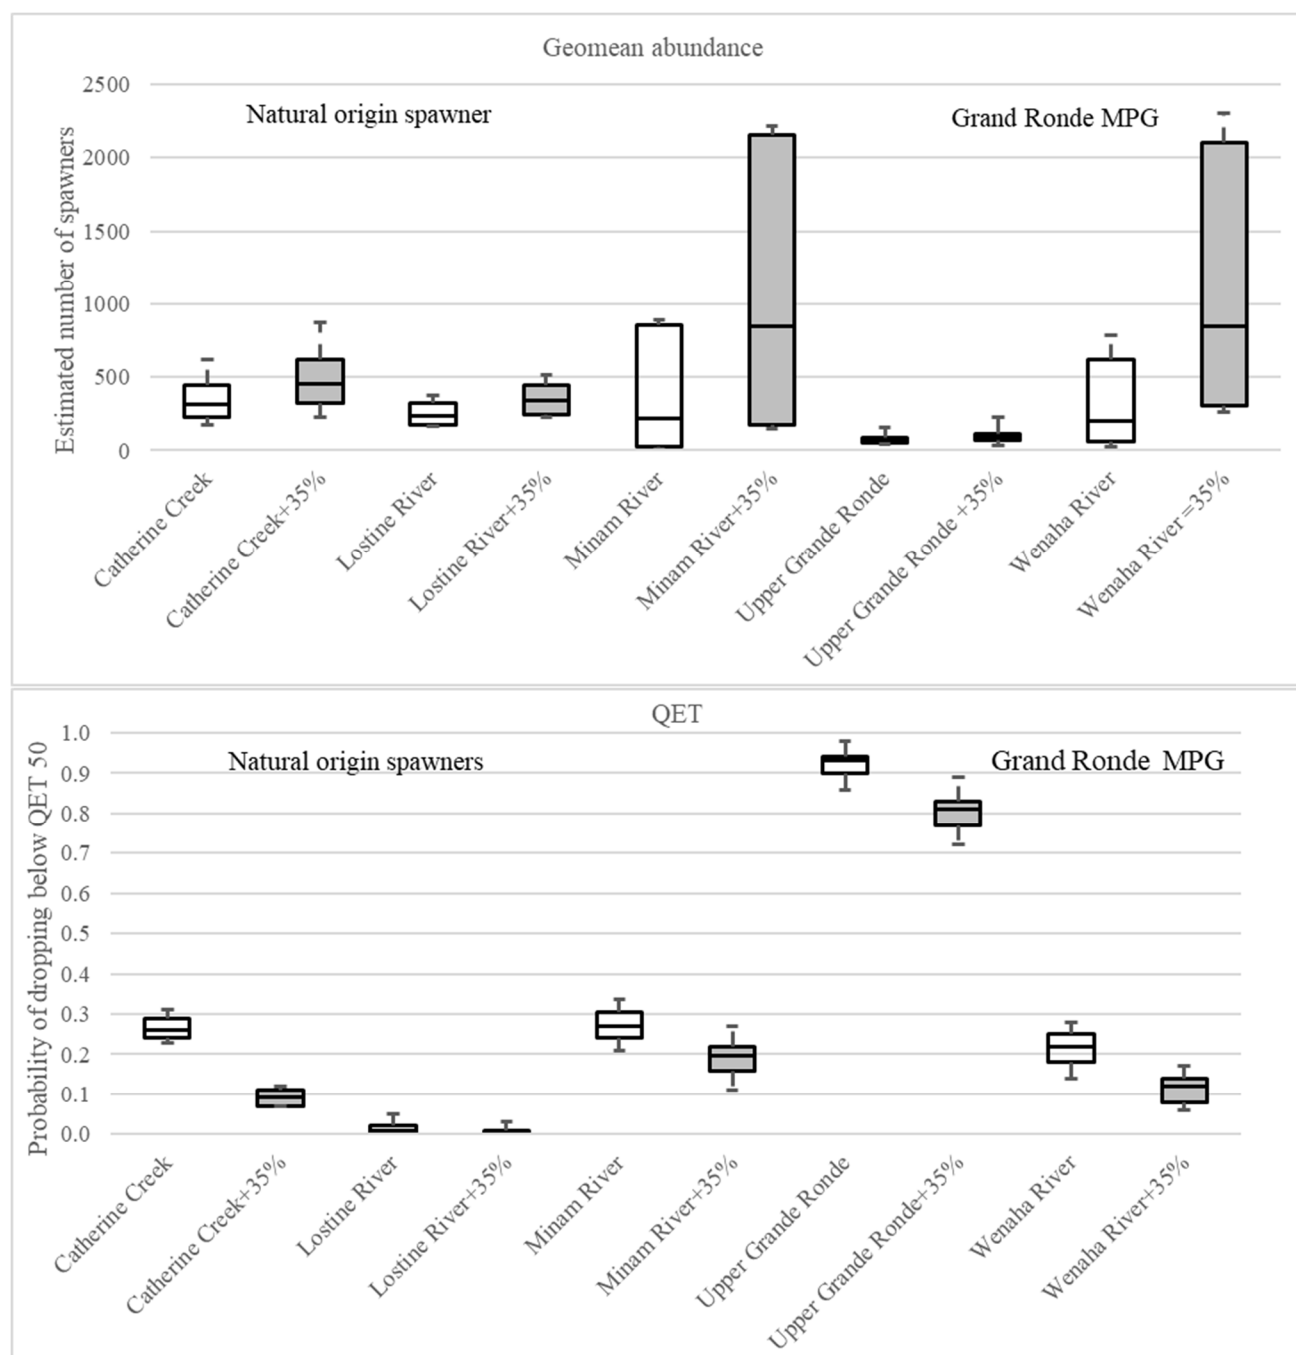 Geomean abundance
Natural origin spawner
Grand Ronde MPG
Estimated number of spawners
2500
2000
1500
1000
500
0
Catherine Creek
Catherine Creek+35%
Lostine River
Lostine River+35%
Minam River
Minam River+35%
Upper Grande Ronde
Upper Grande Ronde +35%
Wenaha River
Wenaha River =35%
QET
Natural origin spawners
Grand Ronde MPG
Probability of dropping below QET 50
1.0
0.9
0.8
0.7
0.6
0.5
0.4
0.3
0.2
0.1
0.0
Catherine Creek
Catherine Creek+35%
Lostine River
Lostine River+35%
Minam River
Minam River+35%
Upper Grande Ronde
Upper Grande Ronde+35%
Wenaha River
Wenaha River+35%